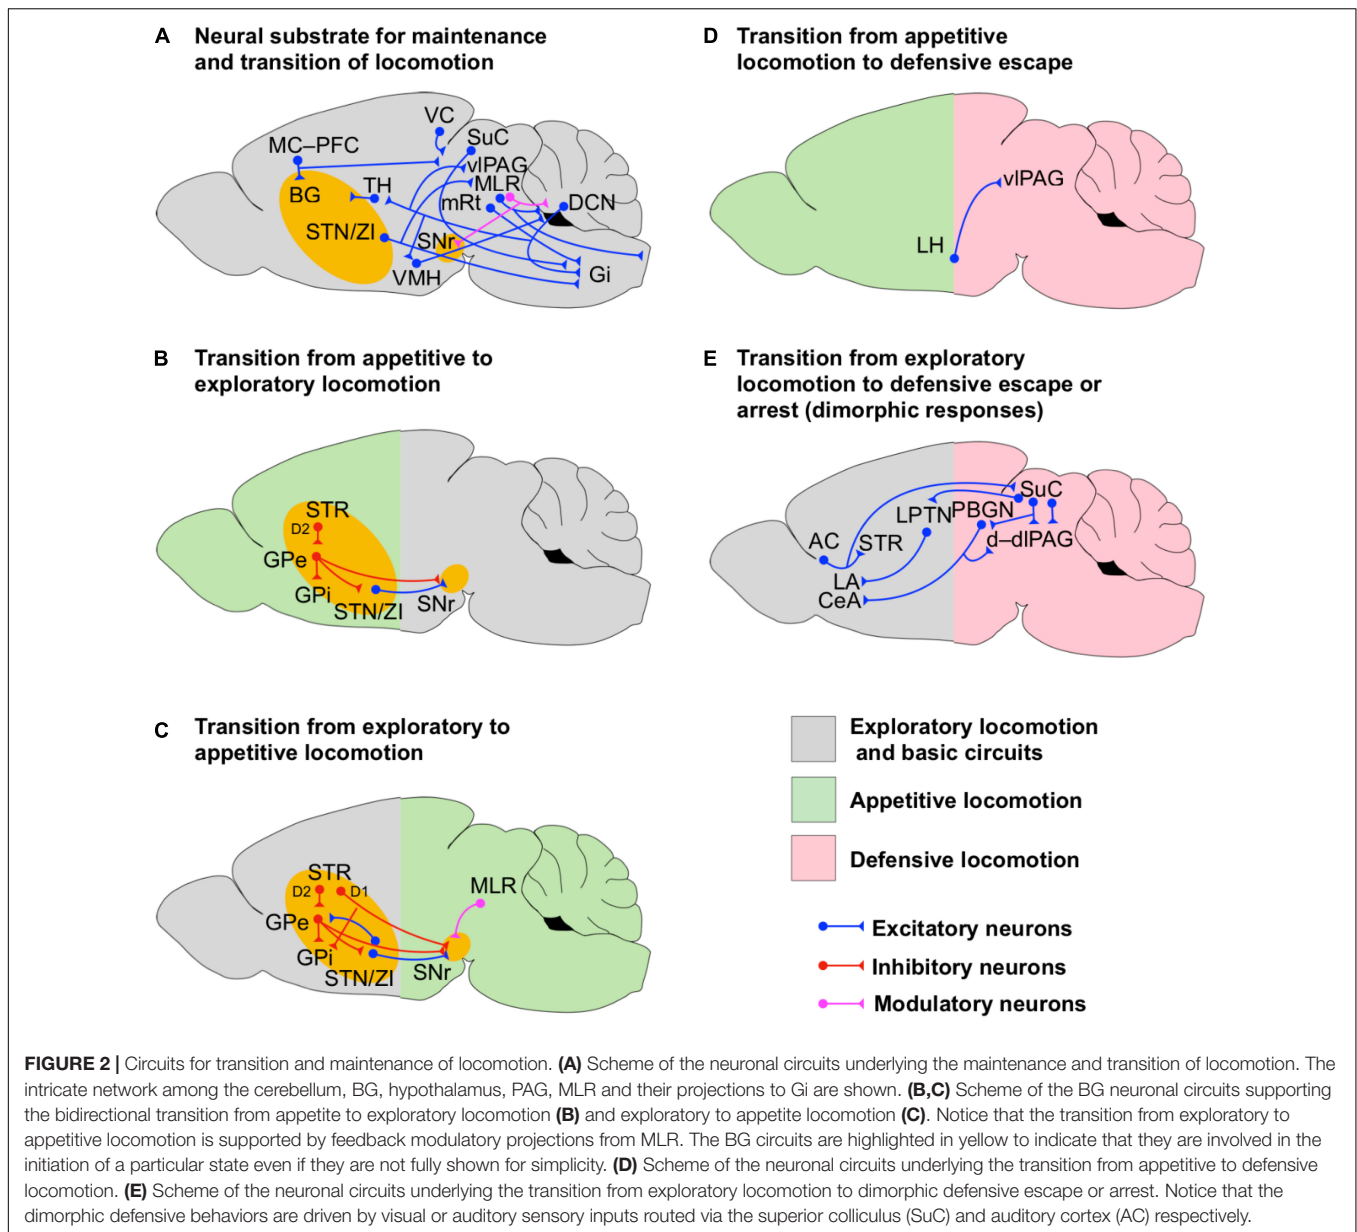 A Neural substrate for maintenance
and transition of locomotion
VC
SuC
MC–PFC
vlPAG
TH
MLR
BG
mRt
DCN
STN/ZI
SNr
VMH
Gi
B Transition from appetitive to
exploratory locomotion
STR
D2
GPe
GPi
STN/ZI
SNr
C Transition from exploratory to
appetitive locomotion
STR
D2
D1
MLR
GPe
GPi
STN/ZI
SNr
D Transition from appetitive
locomotion to defensive escape
vlPAG
LH
E Transition from exploratory
locomotion to defensive escape or
arrest (dimorphic responses)
SuC
LPTN
PBGN
AC
STR
d–dlPAG
LA
CeA
Exploratory locomotion
and basic circuits
Appetitive locomotion
Defensive locomotion
Excitatory neurons
Inhibitory neurons
Modulatory neurons
FIGURE 2 | Circuits for transition and maintenance of locomotion. (A) Scheme of the neuronal circuits underlying the maintenance and transition of locomotion. The
intricate network among the cerebellum, BG, hypothalamus, PAG, MLR and their projections to Gi are shown. (B,C) Scheme of the BG neuronal circuits supporting
the bidirectional transition from appetite to exploratory locomotion (B) and exploratory to appetite locomotion (C). Notice that the transition from exploratory to
appetitive locomotion is supported by feedback modulatory projections from MLR. The BG circuits are highlighted in yellow to indicate that they are involved in the
initiation of a particular state even if they are not fully shown for simplicity. (D) Scheme of the neuronal circuits underlying the transition from appetitive to defensive
locomotion. (E) Scheme of the neuronal circuits underlying the transition from exploratory locomotion to dimorphic defensive escape or arrest. Notice that the
dimorphic defensive behaviors are driven by visual or auditory sensory inputs routed via the superior colliculus (SuC) and auditory cortex (AC) respectively.